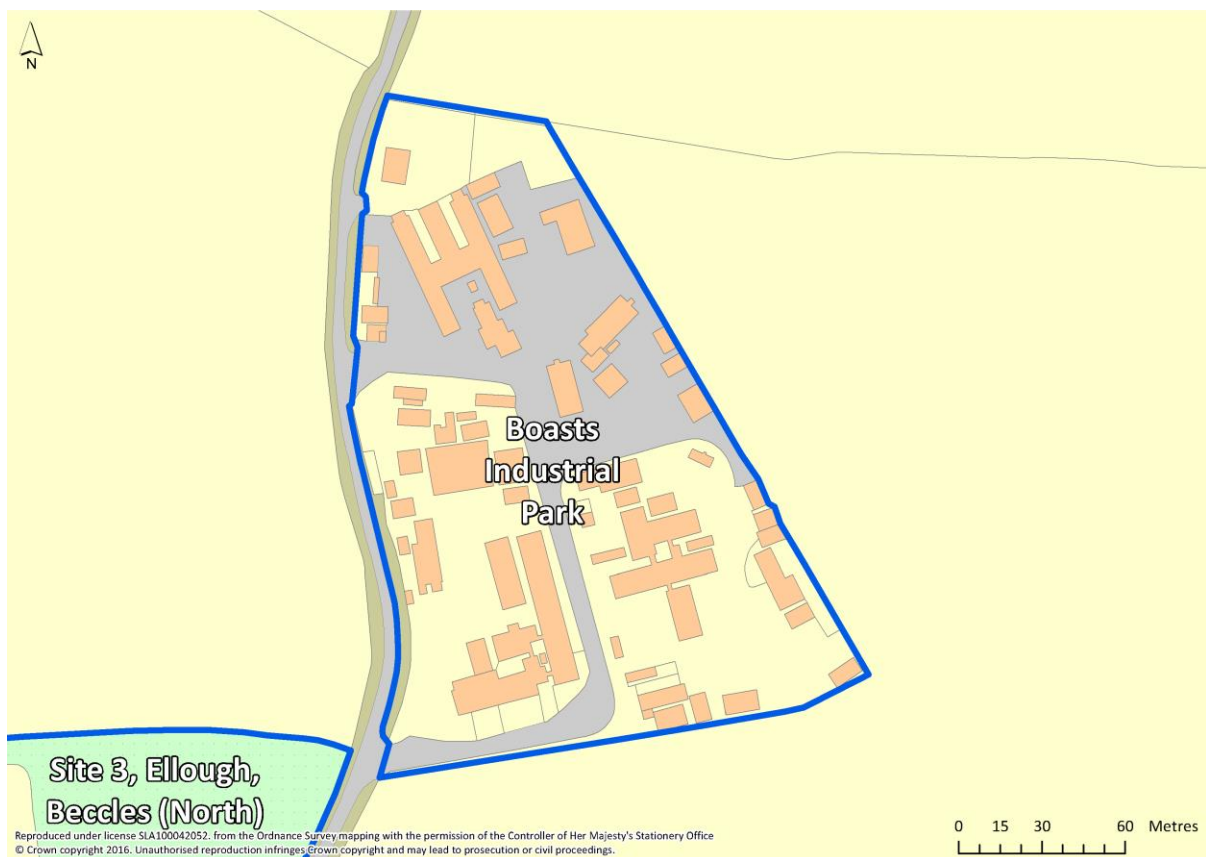 N
Boasts
Industrial
Park
Site 3, Ellough,
Beccles (North)
Reproduced under license SLA100042052. from the Ordnance Survey mapping with the permission of the Controller of Her Majesty's Stationery Office
© Crown copyright 2016. Unauthorised reproduction infringes Crown copyright and may lead to prosecution or civil proceedings.
0 15 30 60 Metres